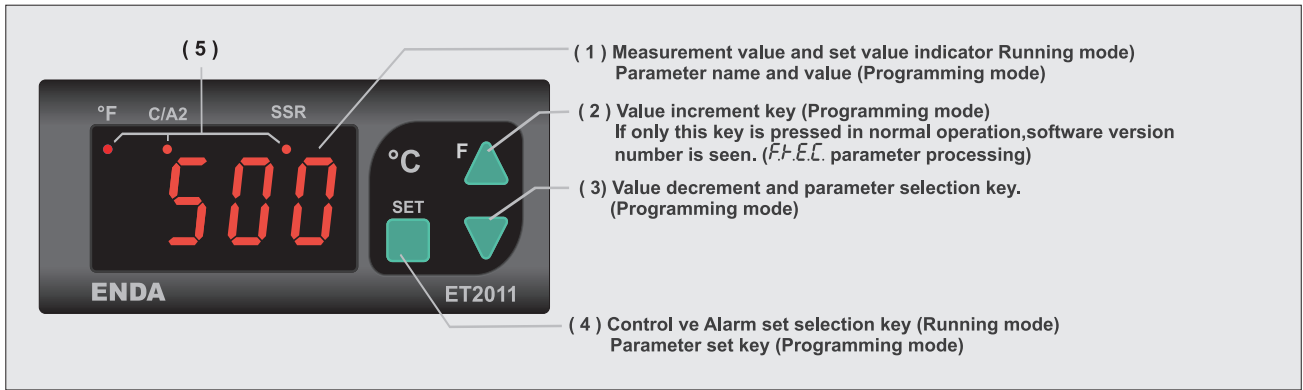 ( 5 )
( 1 ) Measurement value and set value indicator Running mode)
Parameter name and value (Programming mode)
( 2 ) Value increment key (Programming mode)
If only this key is pressed in normal operation,software version
number is seen. (F.t.E.C. parameter processing)
( 3) Value decrement and parameter selection key.
(Programming mode)
( 4 ) Control ve Alarm set selection key (Running mode)
Parameter set key (Programming mode)
°F C/A2 SSR
500
°C F
SET
ENDA ET2011